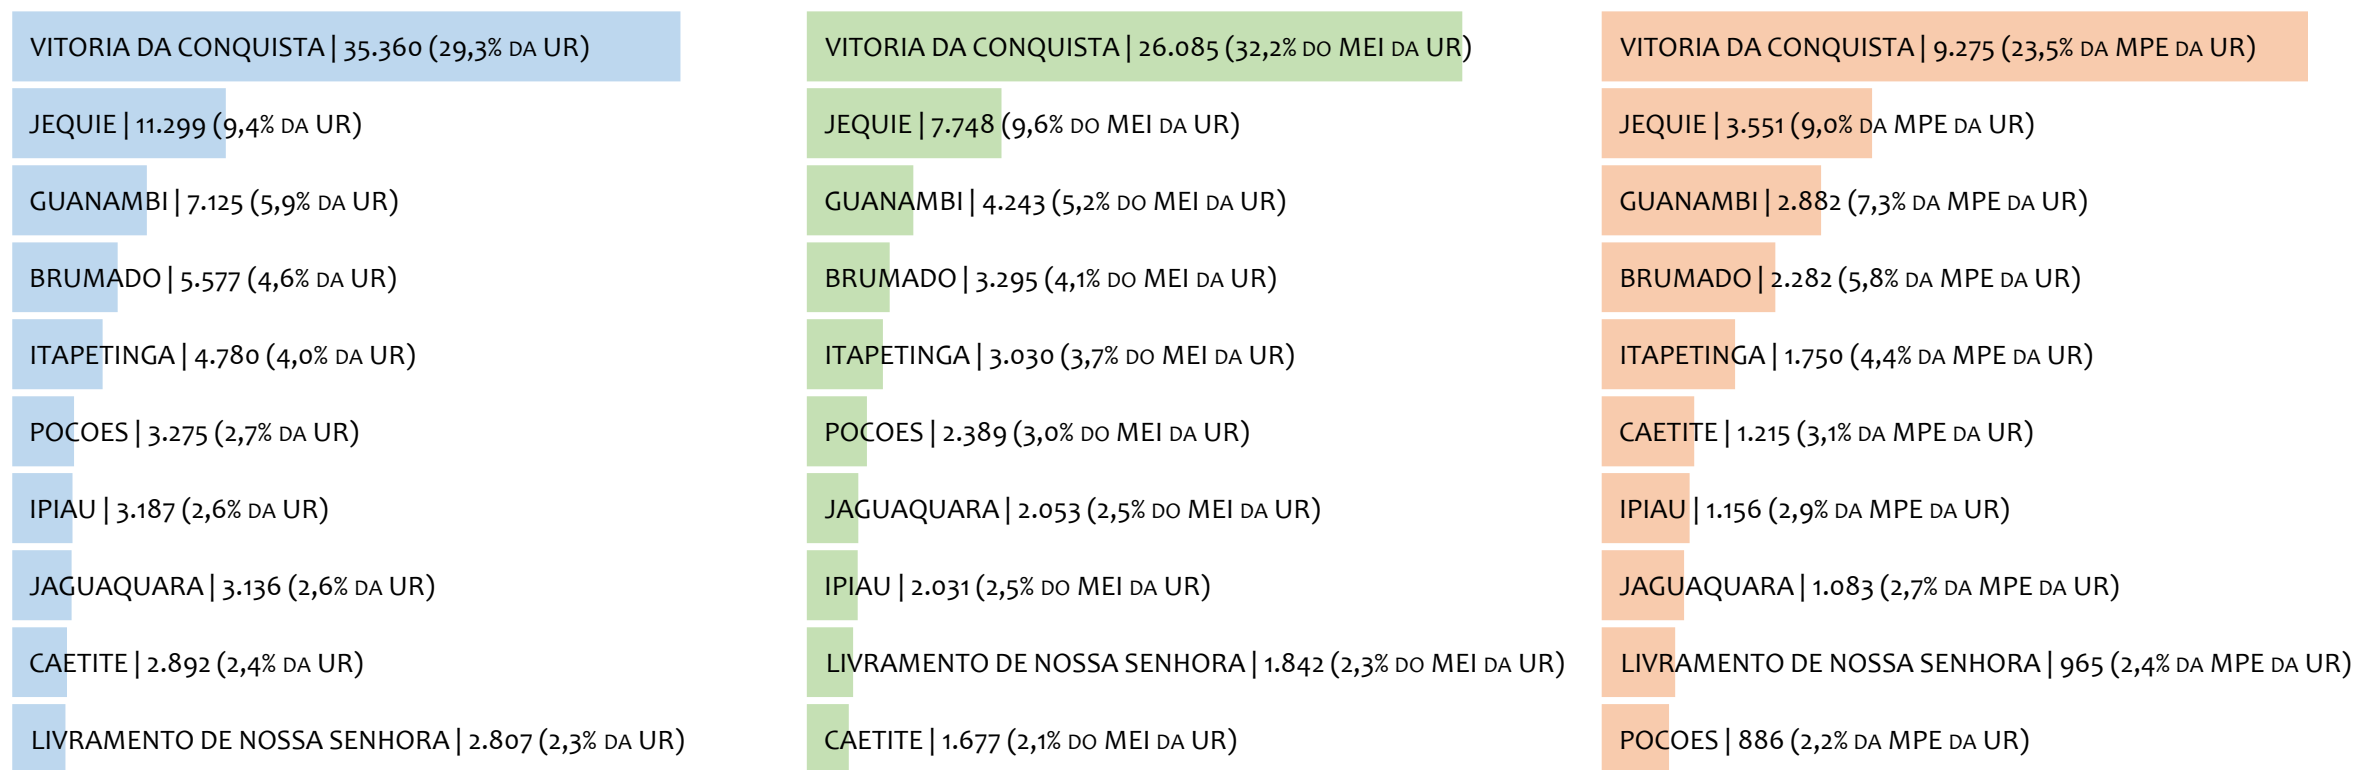 VITORIA DA CONQUISTA | 35.360 (29,3% DA UR)
JEQUIE | 11.299 (9,4% DA UR)
GUANAMBI | 7.125 (5,9% DA UR)
BRUMADO | 5.577 (4,6% DA UR)
ITAPETINGA | 4.780 (4,0% DA UR)
POCOES | 3.275 (2,7% DA UR)
IPIAU | 3.187 (2,6% DA UR)
JAGUAQUARA | 3.136 (2,6% DA UR)
CAETITE | 2.892 (2,4% DA UR)
LIVRAMENTO DE NOSSA SENHORA | 2.807 (2,3% DA UR)
VITORIA DA CONQUISTA | 26.085 (32,2% DO MEI DA UR)
JEQUIE | 7.748 (9,6% DO MEI DA UR)
GUANAMBI | 4.243 (5,2% DO MEI DA UR)
BRUMADO | 3.295 (4,1% DO MEI DA UR)
ITAPETINGA | 3.030 (3,7% DO MEI DA UR)
POCOES | 2.389 (3,0% DO MEI DA UR)
JAGUAQUARA | 2.053 (2,5% DO MEI DA UR)
IPIAU | 2.031 (2,5% DO MEI DA UR)
LIVRAMENTO DE NOSSA SENHORA | 1.842 (2,3% DO MEI DA UR)
CAETITE | 1.677 (2,1% DO MEI DA UR)
VITORIA DA CONQUISTA | 9.275 (23,5% DA MPE DA UR)
JEQUIE | 3.551 (9,0% DA MPE DA UR)
GUANAMBI | 2.882 (7,3% DA MPE DA UR)
BRUMADO | 2.282 (5,8% DA MPE DA UR)
ITAPETINGA | 1.750 (4,4% DA MPE DA UR)
CAETITE | 1.215 (3,1% DA MPE DA UR)
IPIAU | 1.156 (2,9% DA MPE DA UR)
JAGUAQUARA | 1.083 (2,7% DA MPE DA UR)
LIVRAMENTO DE NOSSA SENHORA | 965 (2,4% DA MPE DA UR)
POCOES | 886 (2,2% DA MPE DA UR)